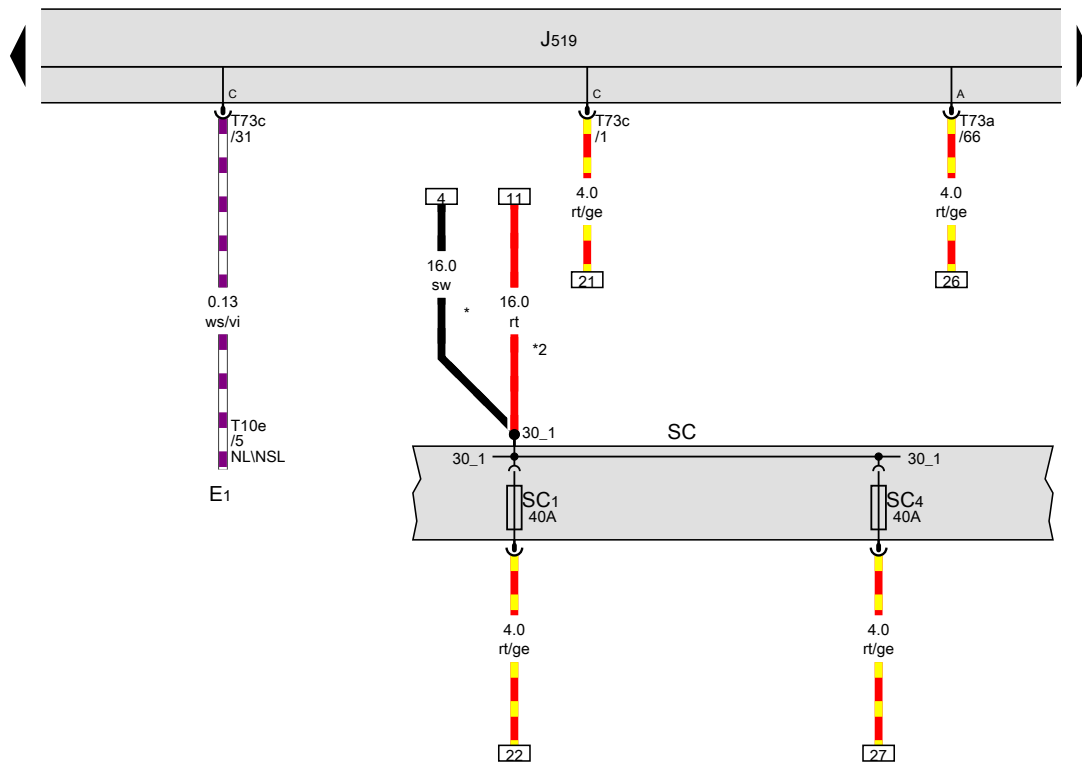 J519
C
C
A
T73c
/31
T73c
/1
T73a
/66
4
11
4.0
rt/ge
4.0
rt/ge
16.0
sw
*
21
26
0.13
ws/vi
16.0
rt
*2
T10e
/5
NL\NSL
E1
30_1
SC
30_1
30_1
SC1
40A
SC4
40A
4.0
rt/ge
4.0
rt/ge
22
27